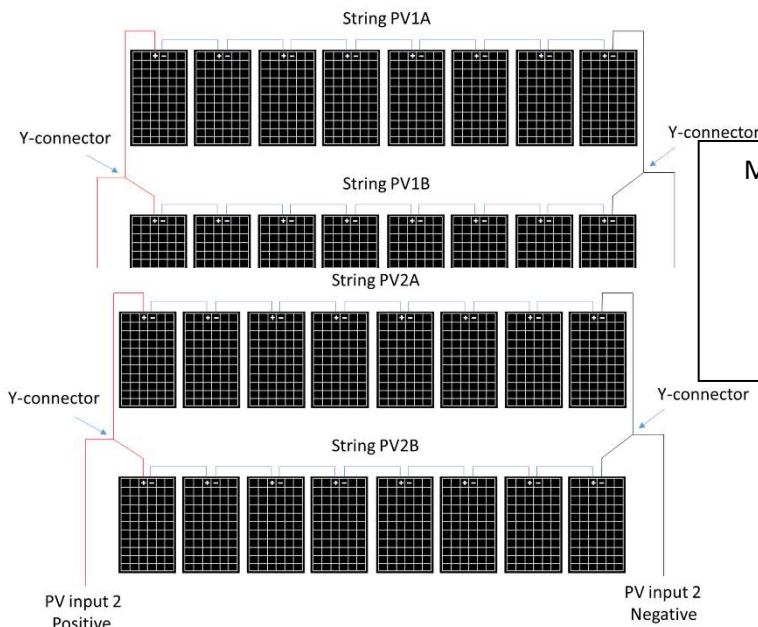 String PV1A
Y-connector
Y-connector
M
String PV1B
String PV2A
Y-connector
Y-connector
String PV2B
PV input 2
Positive
PV input 2
Negative